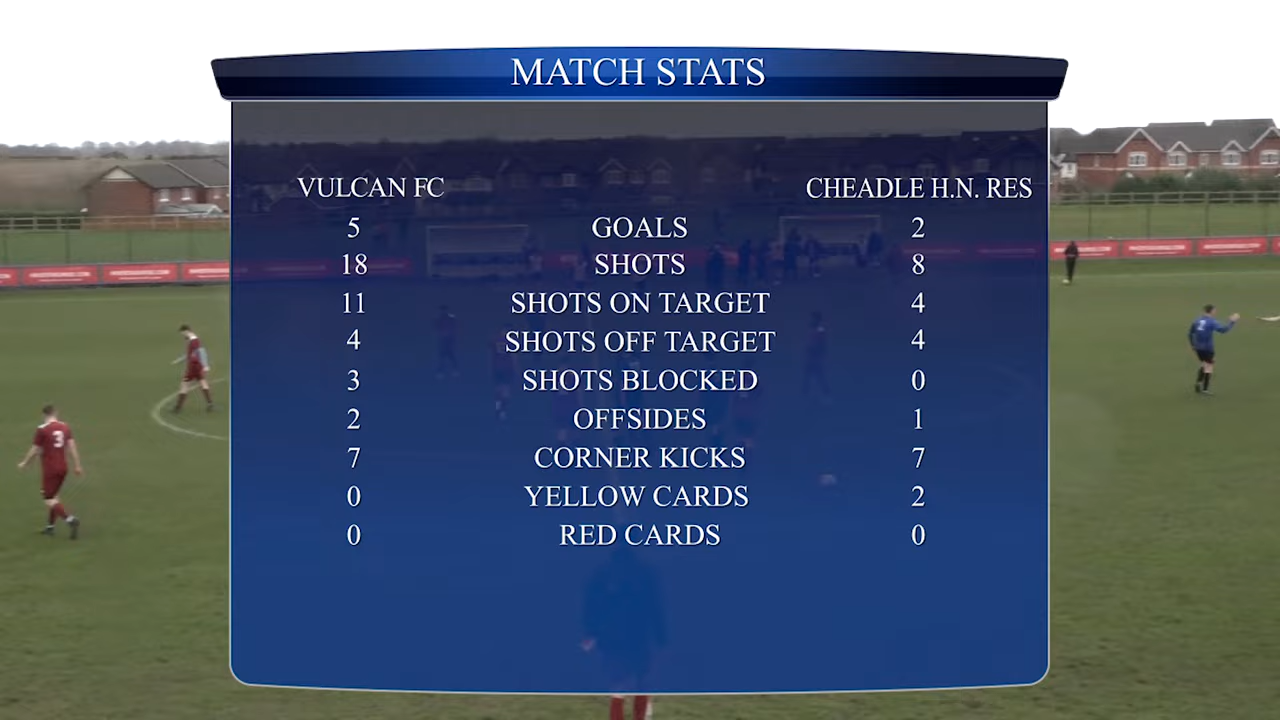 MATCH STATS
VULCAN FC CHEADLE H.N. RES
5 GOALS 2
18 SHOTS 8
11 SHOTS ON TARGET 4
4 SHOTS OFF TARGET 4
3 SHOTS BLOCKED 0
2 OFFSIDES 1
7 CORNER KICKS 7
0 YELLOW CARDS 2
0 RED CARDS 0
3